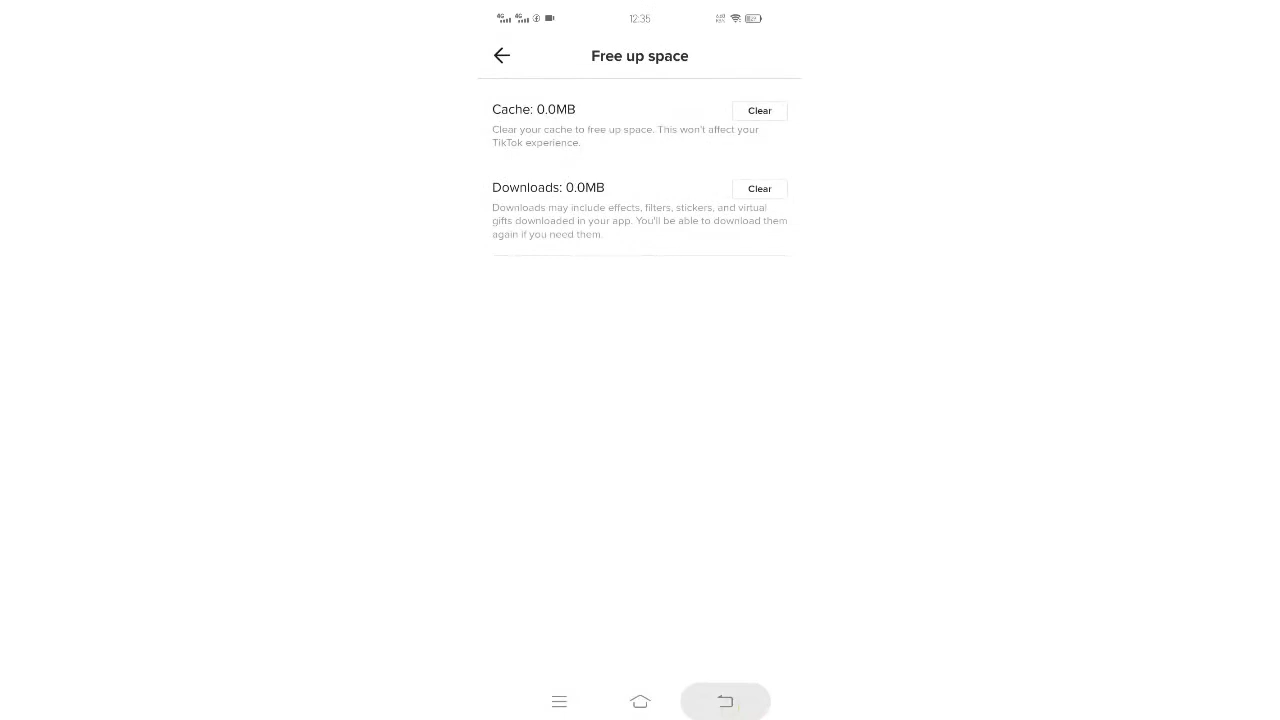 12:35
Free up space
Cache: 0.0MB
Clear
Clear your cache to free up space. This won't affect your
TikTok experience.
Downloads: 0.0MB
Clear
Downloads may include effects, filters, stickers, and virtual
gifts downloaded in your app. You'll be able to download them
again if you need them.